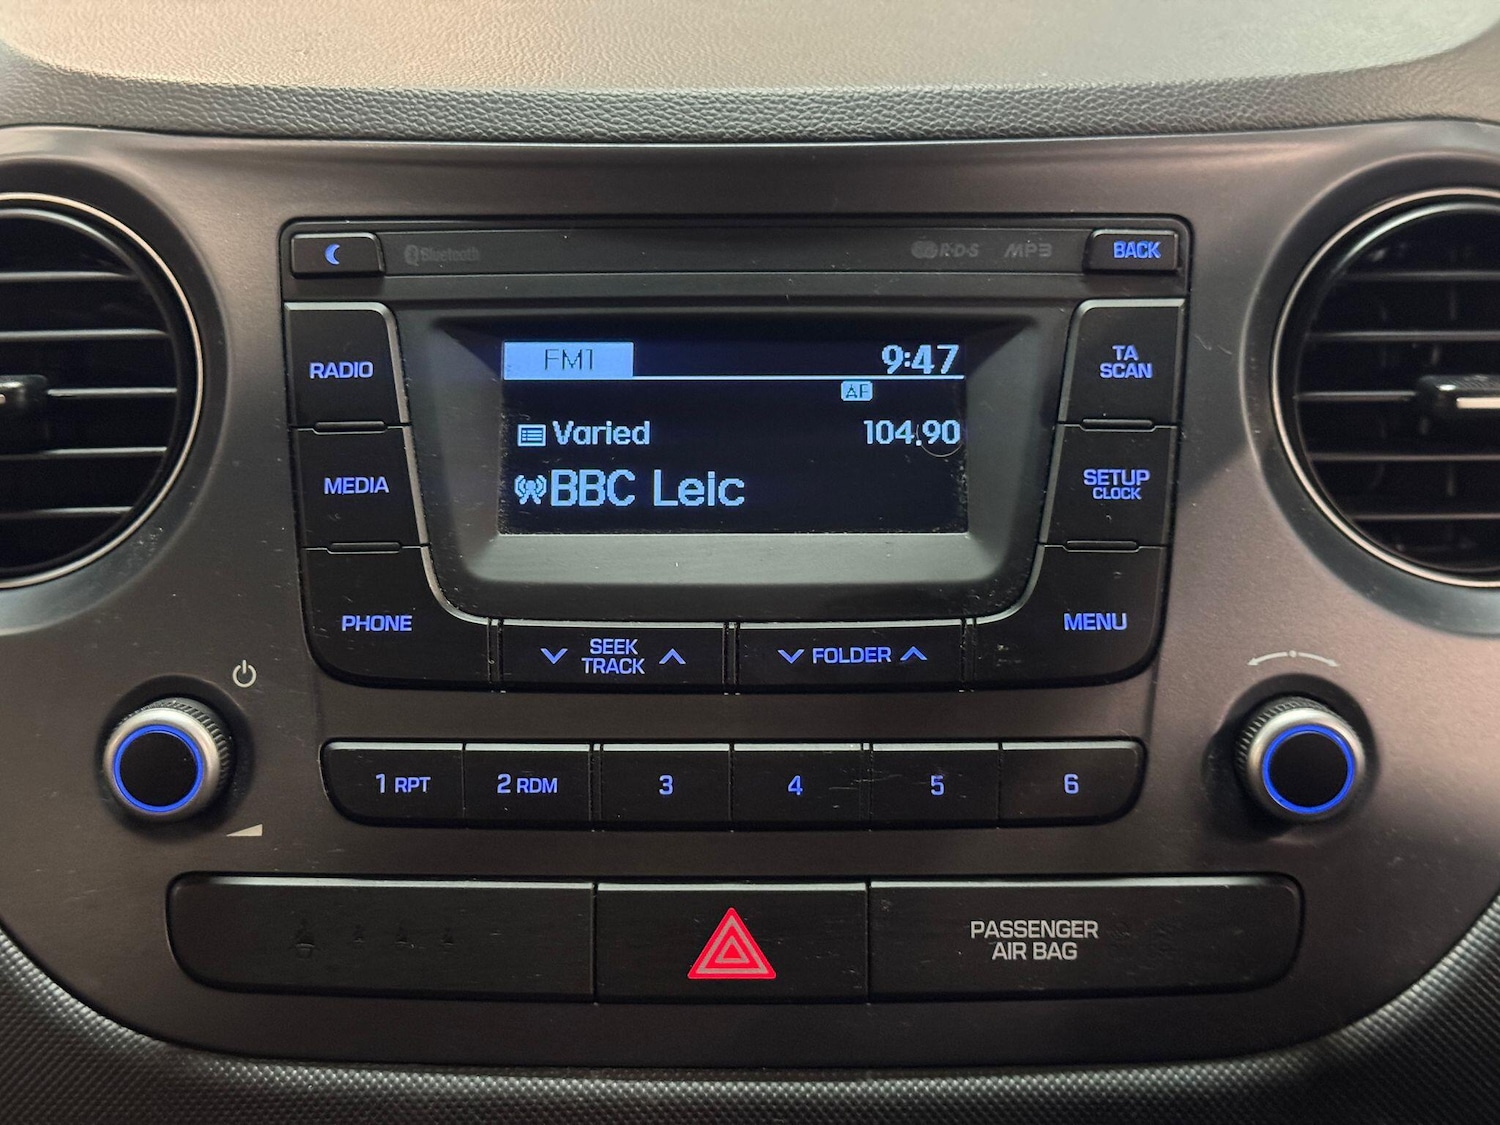 Bluetooth
R·D·S MP3
BACK
RADIO
MEDIA
PHONE
FM1 9:47
AF
Varied 104.90
BBC Leic
TA
SCAN
SETUP
CLOCK
MENU
SEEK
TRACK
FOLDER
1 RPT 2 RDM 3 4 5 6
PASSENGER
AIR BAG